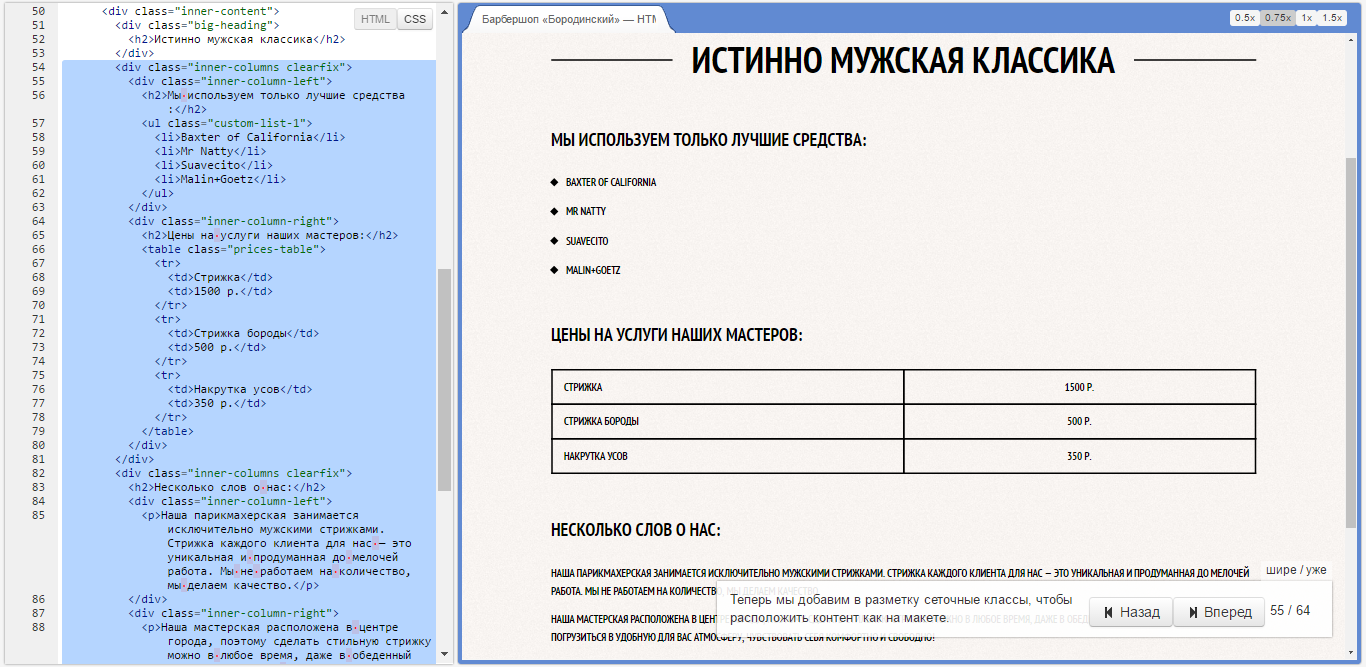 HTML CSS
50 <div class="inner-content">
51 <div class="big-heading">
52 <h2>Истинно мужская классика</h2>
53 </div>
54 <div class="inner-columns clearfix">
55 <div class="inner-column-left">
56 <h2>Мы·используем только лучшие средства
:</h2>
57 <ul class="custom-list-1">
58 <li>Baxter of California</li>
59 <li>Mr Natty</li>
60 <li>Suavecito</li>
61 <li>Malin+Goetz</li>
62 </ul>
63 </div>
64 <div class="inner-column-right">
65 <h2>Цены на·услуги наших мастеров:</h2>
66 <table class="prices-table">
67 <tr>
68 <td>Стрижка</td>
69 <td>1500 р.</td>
70 </tr>
71 <tr>
72 <td>Стрижка бороды</td>
73 <td>500 р.</td>
74 </tr>
75 <tr>
76 <td>Накрутка усов</td>
77 <td>350 р.</td>
78 </tr>
79 </table>
80 </div>
81 </div>
82 <div class="inner-columns clearfix">
83 <h2>Несколько слов о·нас:</h2>
84 <div class="inner-column-left">
85 <p>Наша парикмахерская занимается
исключительно мужскими стрижками.
Стрижка каждого клиента для нас·— это
уникальная и·продуманная до·мелочей
работа. Мы·не·работаем на·количество,
мы·делаем качество.</p>
86 </div>
87 <div class="inner-column-right">
88 <p>Наша мастерская расположена в·центре
города, поэтому сделать стильную стрижку
можно в·любое время, даже в·обеденный
Барбершоп «Бородинский» — HTM
0.5x 0.75x 1x 1.5x
ИСТИННО МУЖСКАЯ КЛАССИКА
МЫ ИСПОЛЬЗУЕМ ТОЛЬКО ЛУЧШИЕ СРЕДСТВА:
BAXTER OF CALIFORNIA
MR NATTY
SUAVECITO
MALIN+GOETZ
ЦЕНЫ НА УСЛУГИ НАШИХ МАСТЕРОВ:
СТРИЖКА 1500 Р.
СТРИЖКА БОРОДЫ 500 Р.
НАКРУТКА УСОВ 350 Р.
НЕСКОЛЬКО СЛОВ О НАС:
НАША ПАРИКМАХЕРСКАЯ ЗАНИМАЕТСЯ ИСКЛЮЧИТЕЛЬНО МУЖСКИМИ СТРИЖКАМИ. СТРИЖКА КАЖДОГО КЛИЕНТА ДЛЯ НАС — ЭТО УНИКАЛЬНАЯ И ПРОДУМАННАЯ ДО МЕЛОЧЕЙ
РАБОТА. МЫ НЕ РАБОТАЕМ НА КОЛИЧЕСТВО, МЫ ДЕЛАЕМ КАЧЕСТВО.
НАША МАСТЕРСКАЯ РАСПОЛОЖЕНА В ЦЕНТР
ПОГРУЗИТЬСЯ В УДОБНУЮ ДЛЯ ВАС АТМОСФЕРУ, ЧУВСТВОВАТЬ СЕБЯ КОМФОРТНО И СВОБОДНО!
шире / уже
Теперь мы добавим в разметку сеточные классы, чтобы
расположить контент как на макете.
Назад Вперед 55 / 64